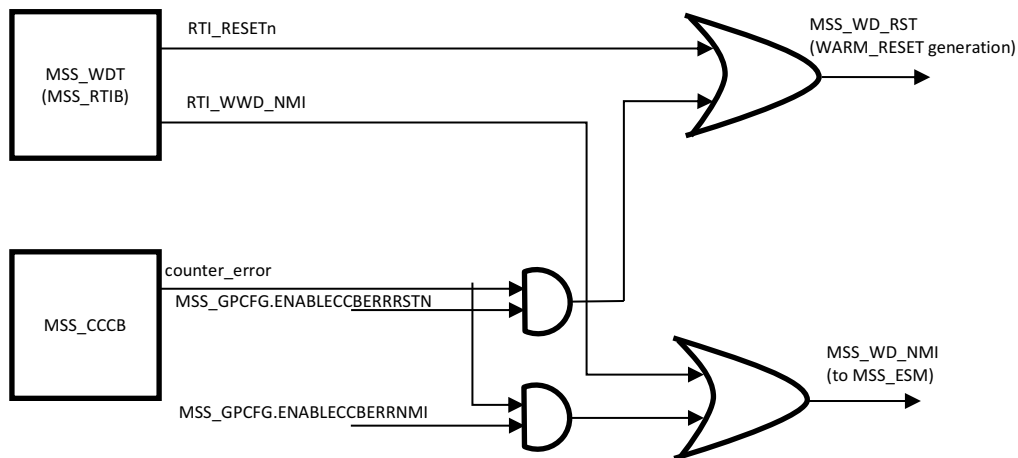 RTI_RESETn
MSS_WD_RST
(WARM_RESET generation)
MSS_WDT
(MSS_RTIB)
RTI_WWD_NMI
counter_error
MSS_GPCFG.ENABLECCBERRRSTN
MSS_CCCB
MSS_WD_NMI
(to MSS_ESM)
MSS_GPCFG.ENABLECCBERRNMI